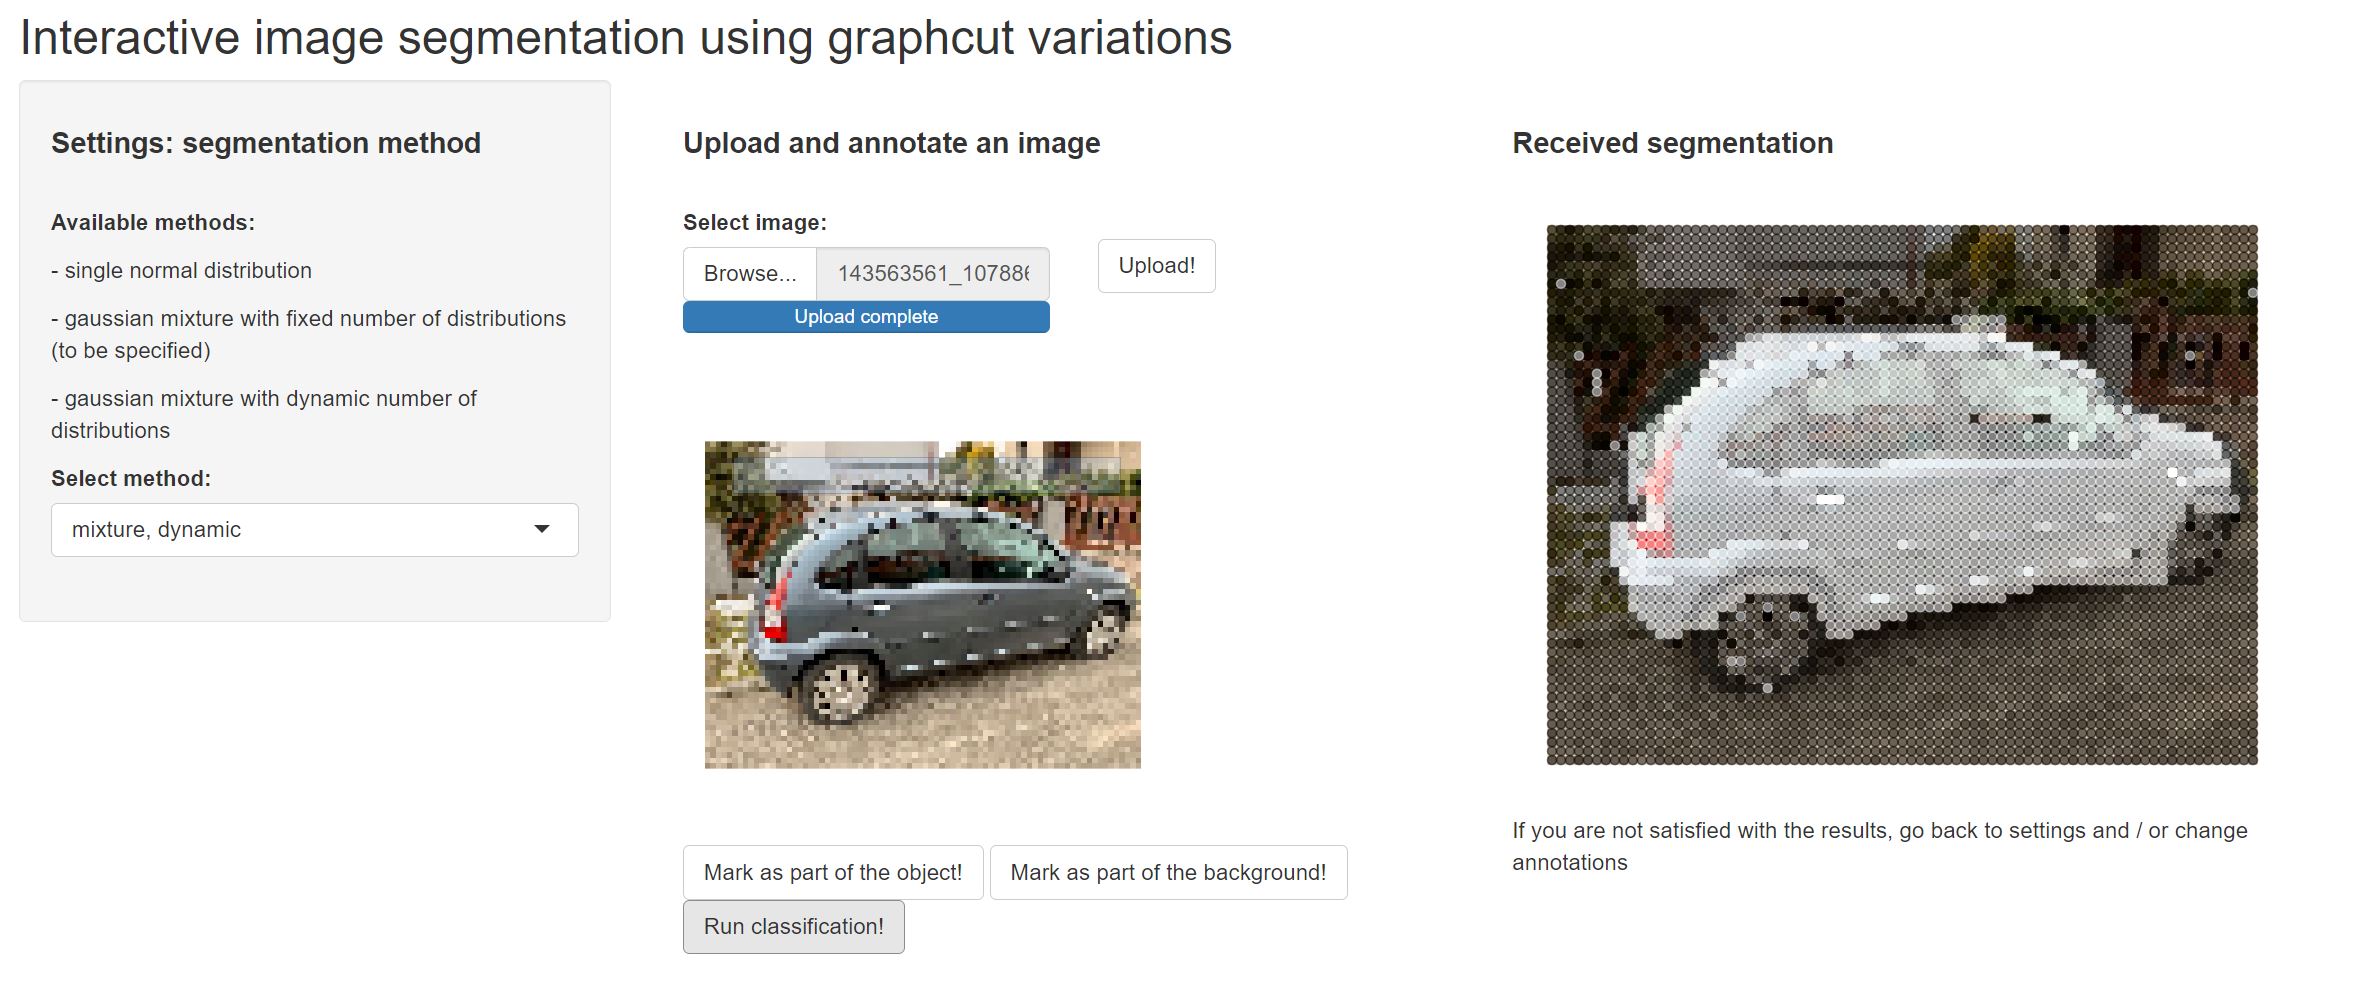 Interactive image segmentation using graphcut variations
Settings: segmentation method
Available methods:
- single normal distribution
- gaussian mixture with fixed number of distributions
(to be specified)
- gaussian mixture with dynamic number of
distributions
Select method:
mixture, dynamic
Upload and annotate an image
Select image:
Browse...
143563561_107886
Upload!
Upload complete
Mark as part of the object!
Mark as part of the background!
Run classification!
Received segmentation
If you are not satisfied with the results, go back to settings and / or change
annotations